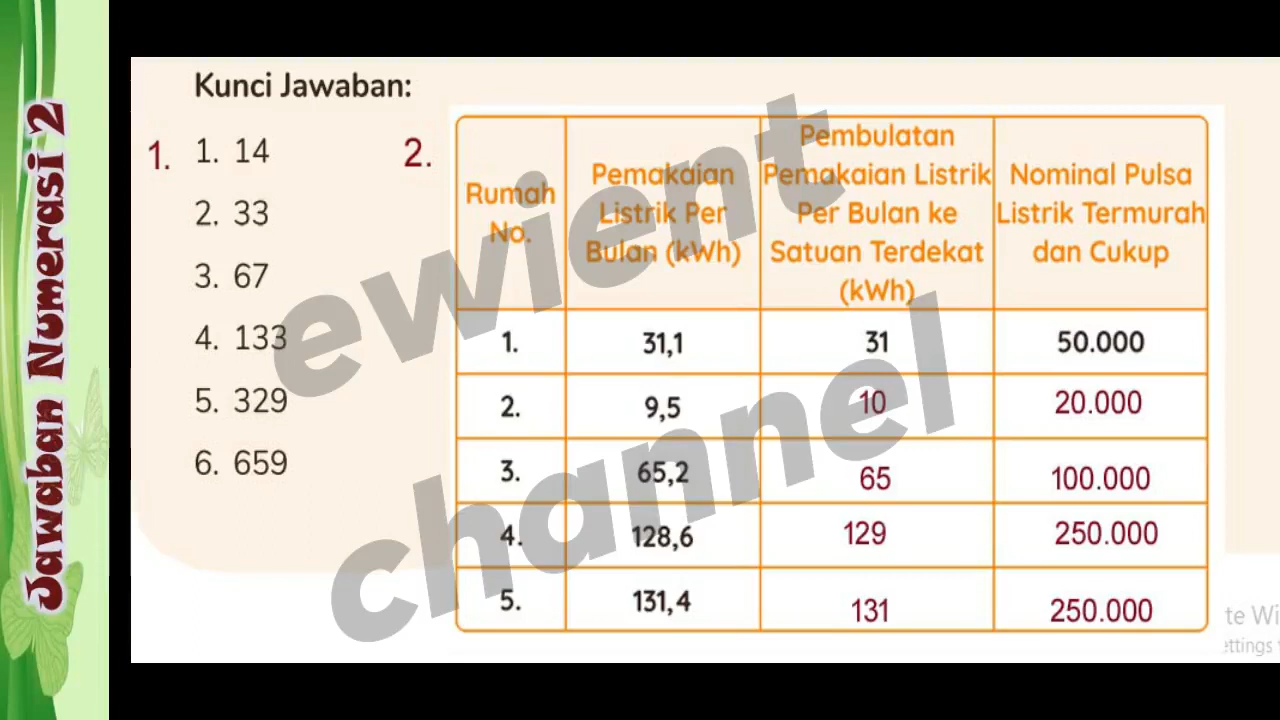 Jawaban Numerasi 2
Kunci Jawaban:
1. 1. 14
2. 33
3. 67
4. 133
5. 329
6. 659
2.
Rumah
No.
Pemakaian
Listrik Per
Bulan (kWh)
Pembulatan
Pemakaian Listrik
Per Bulan ke
Satuan Terdekat
(kWh)
Nominal Pulsa
Listrik Termurah
dan Cukup
1. 31,1 31 50.000
2. 9,5 10 20.000
3. 65,2 65 100.000
4. 128,6 129 250.000
5. 131,4 131 250.000
ewient
channel